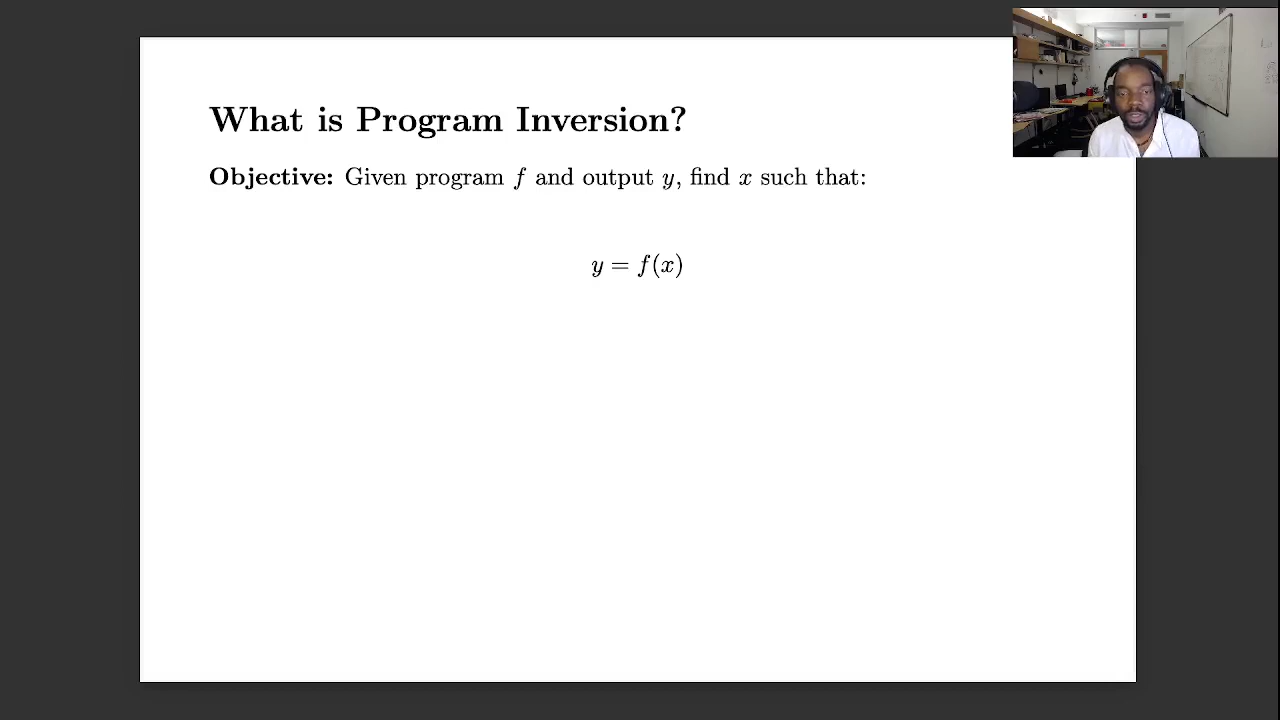 What is Program Inversion?
Objective: Given program f and output y, find x such that:
y = f(x)